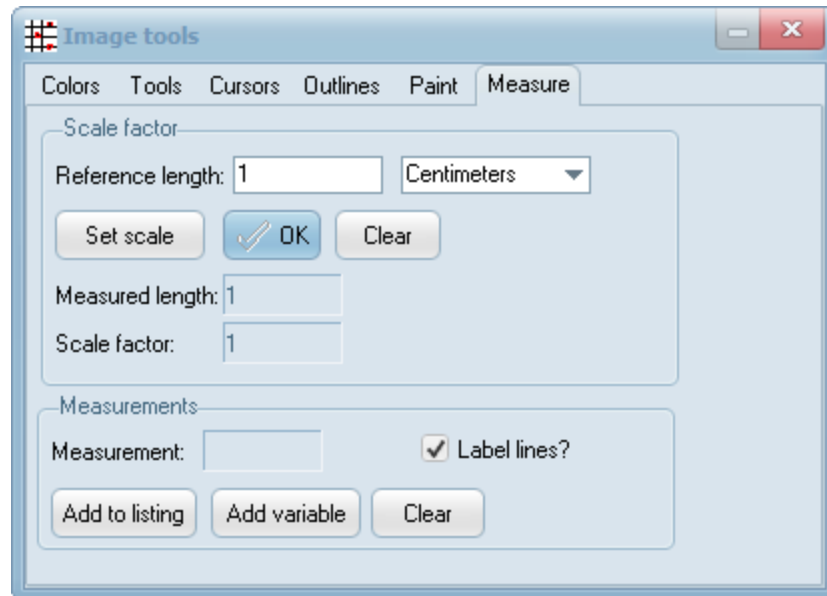 Image tools
Colors Tools Cursors Outlines Paint Measure
Scale factor
Reference length: 1 Centimeters
Set scale OK Clear
Measured length: 1
Scale factor: 1
Measurements
Measurement: Label lines?
Add to listing Add variable Clear